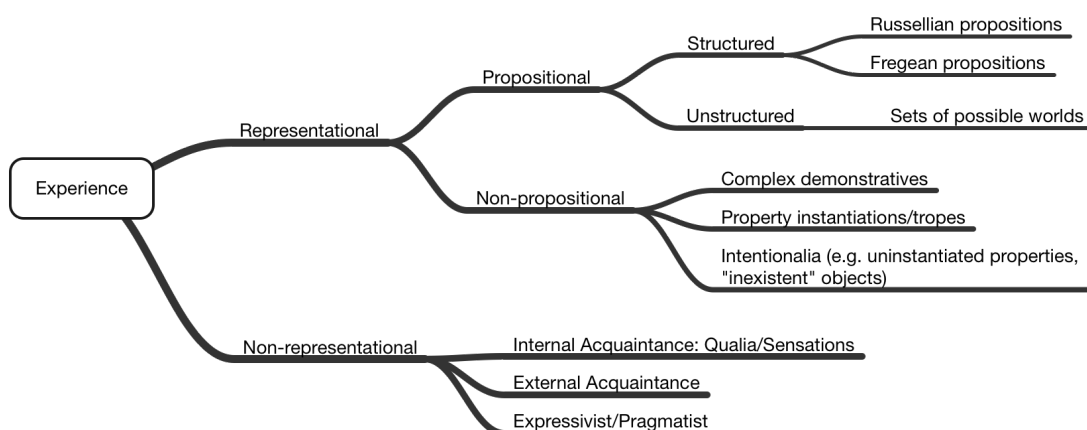 Experience
Representational
Propositional
Structured
Russellian propositions
Fregean propositions
Unstructured
Sets of possible worlds
Non-propositional
Complex demonstratives
Property instantiations/tropes
Intentionalia (e.g. uninstantiated properties,
"inexistent" objects)
Non-representational
Internal Acquaintance: Qualia/Sensations
External Acquaintance
Expressivist/Pragmatist